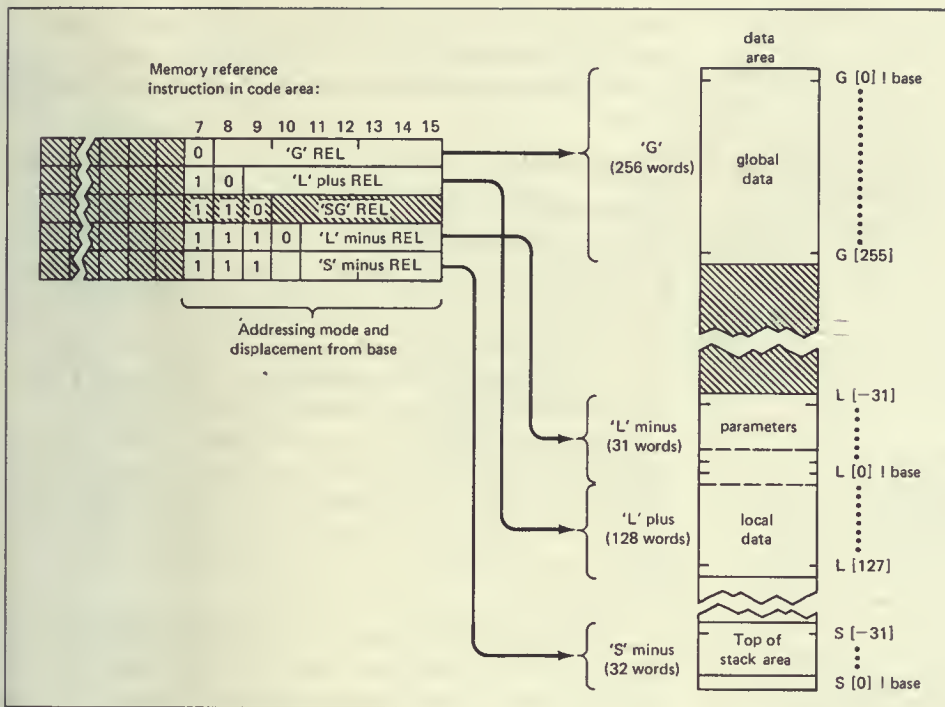 Memory reference
instruction in code area:
7 8 9 10 11 12 13 14 15
0 'G' REL
1 0 'L' plus REL
1 1 0 'SG' REL
1 1 1 0 'L' minus REL
1 1 1 'S' minus REL
Addressing mode and
displacement from base
'G'
(256 words)
'L' minus
(31 words)
'L' plus
(128 words)
'S' minus
(32 words)
data
area
global
data
parameters
local
data
Top of
stack area
G [0] ! base
G [255]
L [−31]
L [0] ! base
L [127]
S [−31]
S [0] ! base